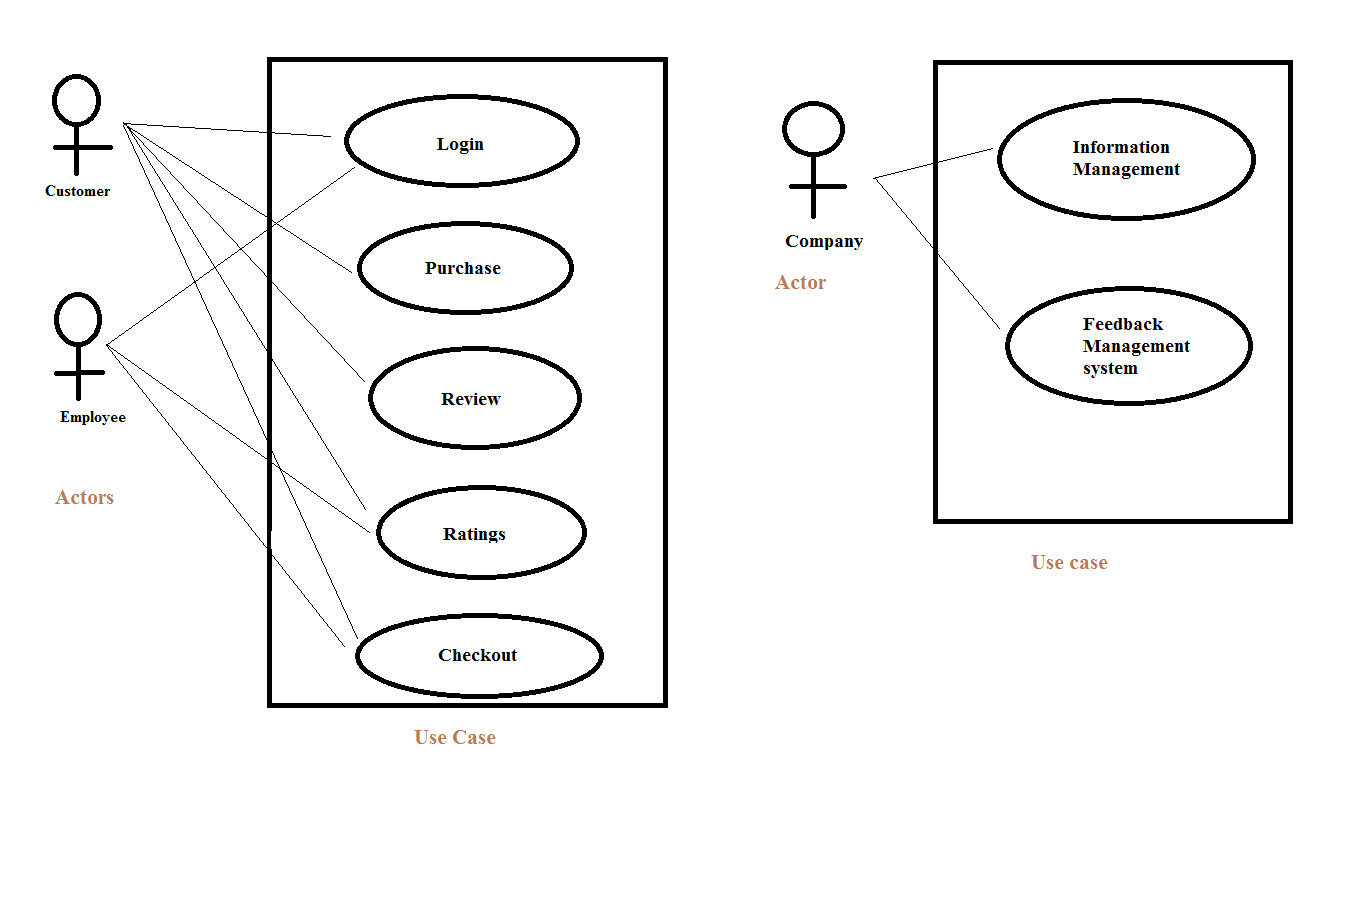 Customer
Employee
Actors
Login
Purchase
Review
Ratings
Checkout
Use Case
Company
Actor
Information
Management
Feedback
Management
system
Use case